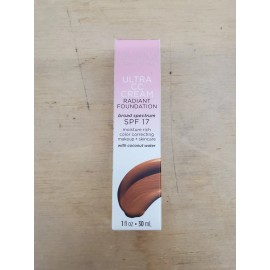 ULTRA
CC
CREAM
RADIANT
FOUNDATION
broad spectrum
SPF 17
moisture rich
color correcting
makeup + skincare
with coconut water
1 fl oz • 30 mL